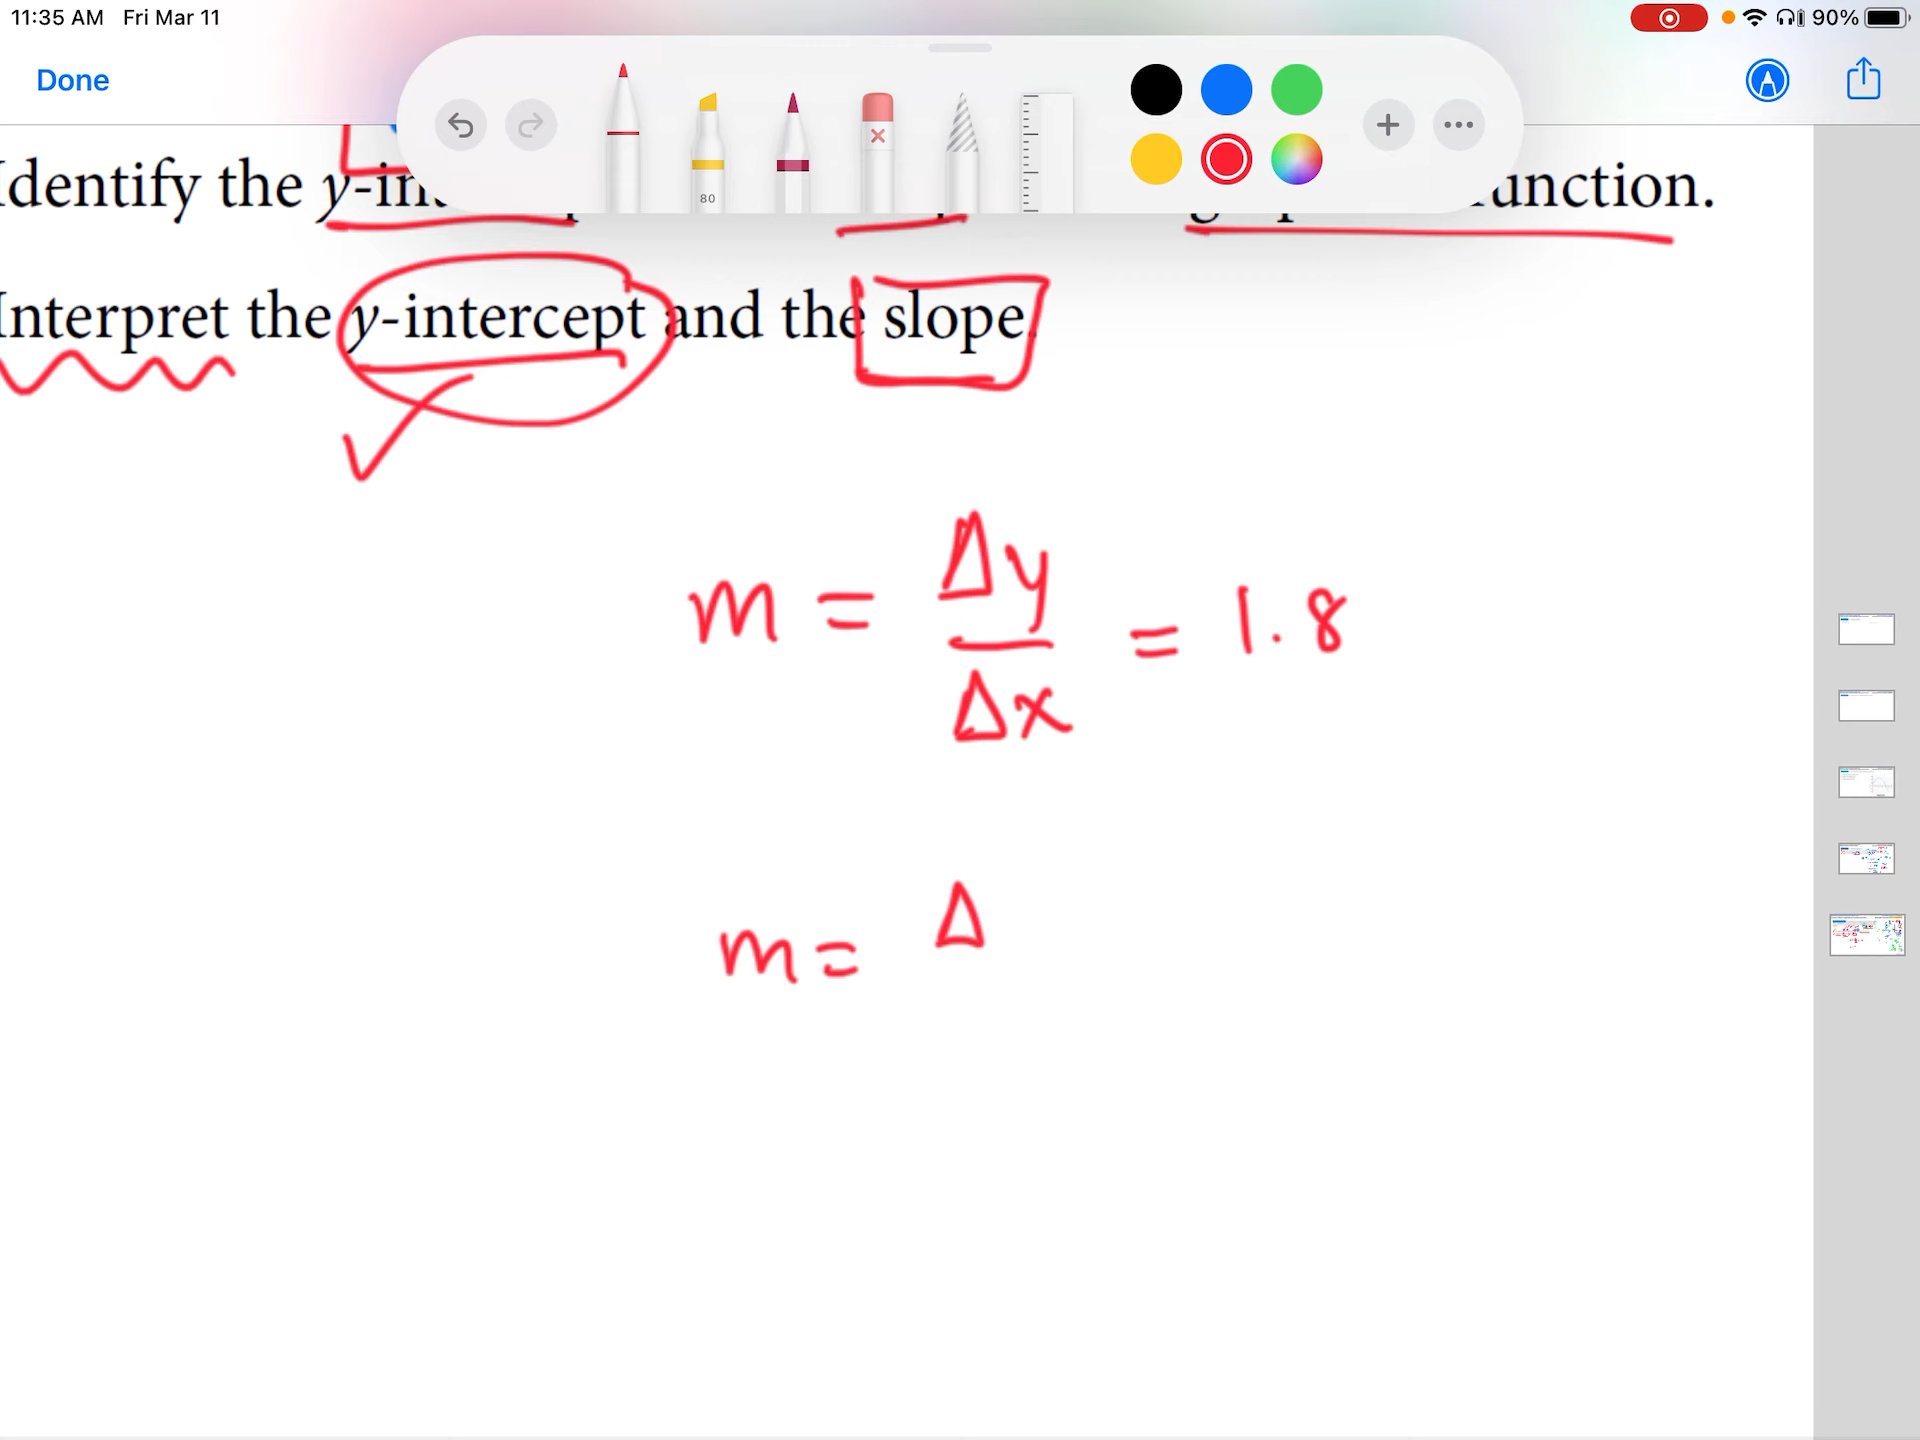 11:35 AM Fri Mar 11
90%
Done
80
Identify the y-in unction.
Interpret the y-intercept and the slope.
m = Δy/Δx = 1.8
m = Δ